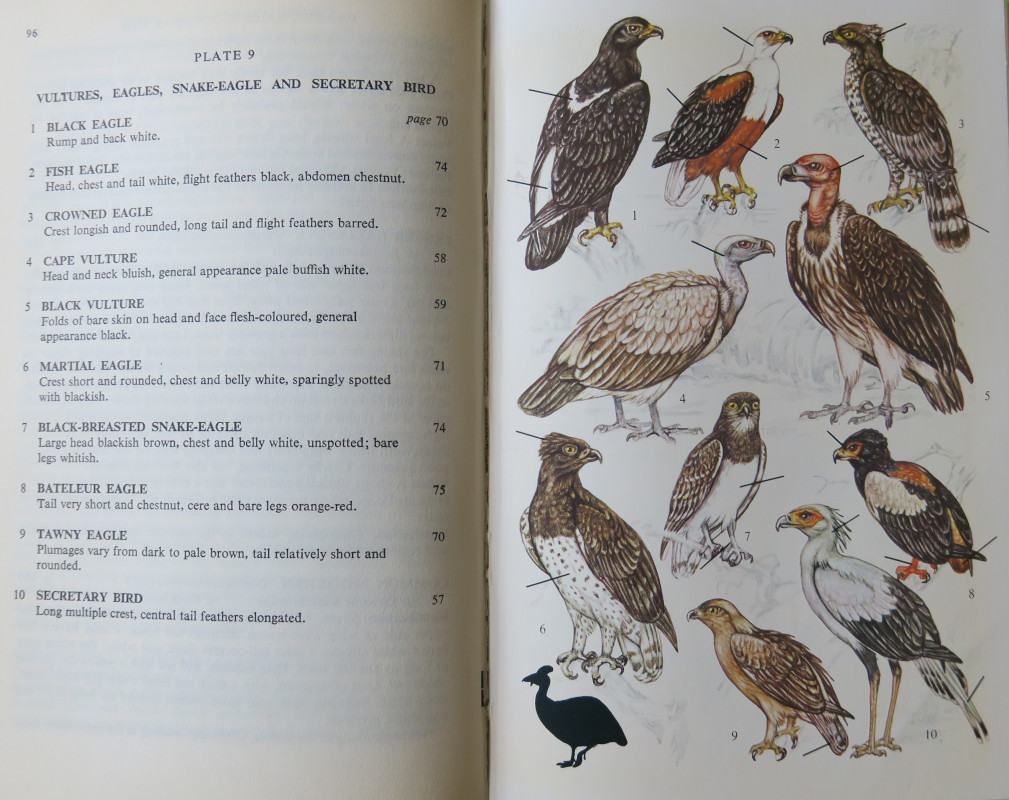 96
PLATE 9
VULTURES, EAGLES, SNAKE-EAGLE AND SECRETARY BIRD
1 BLACK EAGLE page 70
Rump and back white.
2 FISH EAGLE 74
Head, chest and tail white, flight feathers black, abdomen chestnut.
3 CROWNED EAGLE 72
Crest longish and rounded, long tail and flight feathers barred.
4 CAPE VULTURE 58
Head and neck bluish, general appearance pale buffish white.
5 BLACK VULTURE 59
Folds of bare skin on head and face flesh-coloured, general
appearance black.
6 MARTIAL EAGLE 71
Crest short and rounded, chest and belly white, sparingly spotted
with blackish.
7 BLACK-BREASTED SNAKE-EAGLE 74
Large head blackish brown, chest and belly white, unspotted; bare
legs whitish.
8 BATELEUR EAGLE 75
Tail very short and chestnut, cere and bare legs orange-red.
9 TAWNY EAGLE 70
Plumages vary from dark to pale brown, tail relatively short and
rounded.
10 SECRETARY BIRD 57
Long multiple crest, central tail feathers elongated.
1
2
3
4
5
6
7
8
9
10